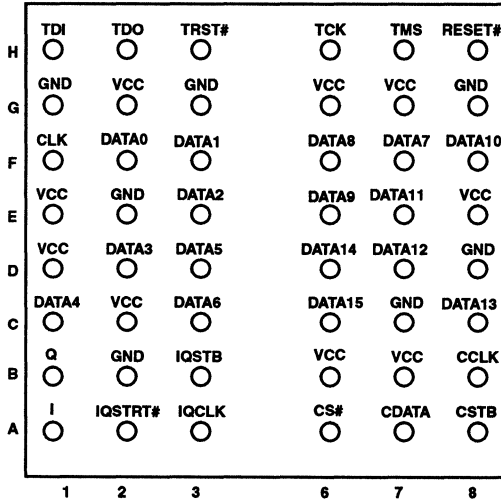 TDI TDO TRST# TCK TMS RESET#
H
GND VCC GND VCC VCC GND
G
CLK DATA0 DATA1 DATA8 DATA7 DATA10
F
VCC GND DATA2 DATA9 DATA11 VCC
E
VCC DATA3 DATA5 DATA14 DATA12 GND
D
DATA4 VCC DATA6 DATA15 GND DATA13
C
Q GND IQSTB VCC VCC CCLK
B
I IQSTRT# IQCLK CS# CDATA CSTB
A
1 2 3 6 7 8